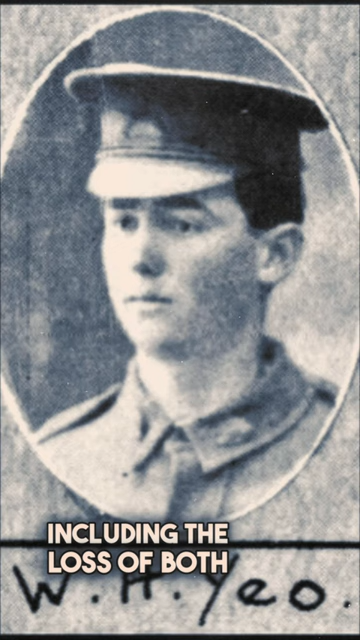 INCLUDING THE
LOSS OF BOTH
W. H. Yeo.